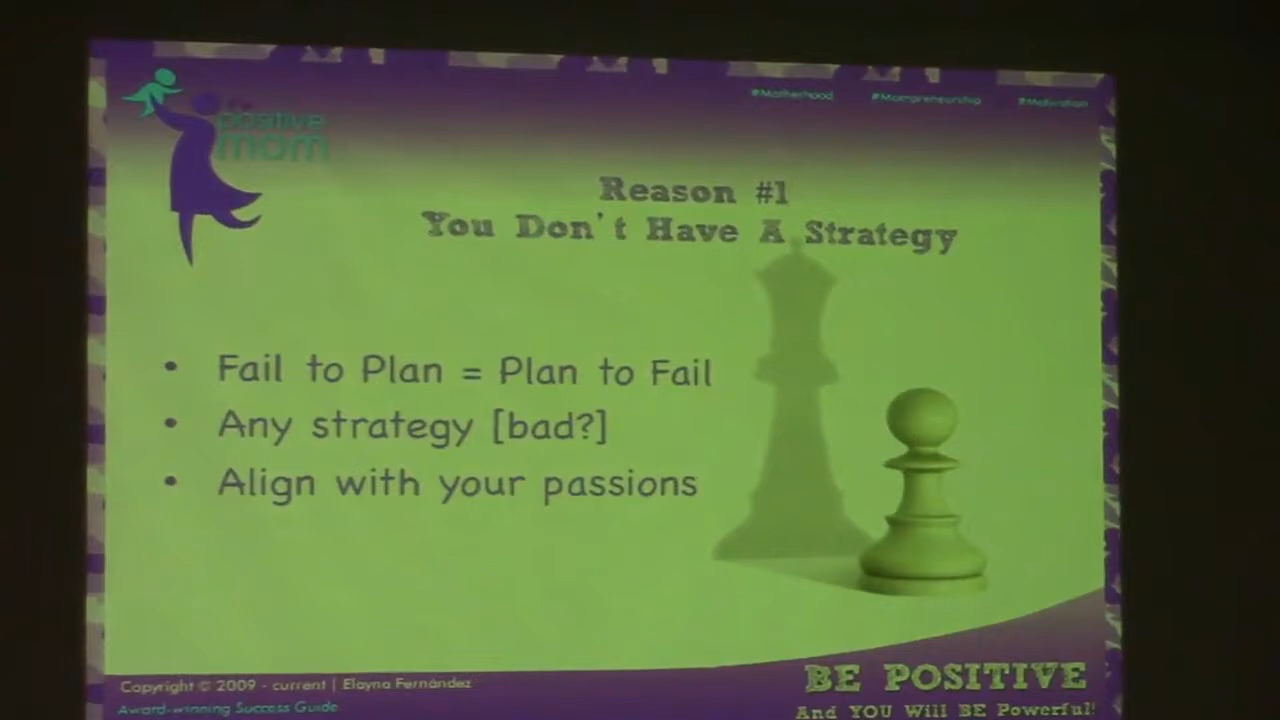 #Motherhood #Mompreneurship #Motivation
the
positive
mom
Reason #1
You Don't Have A Strategy
• Fail to Plan = Plan to Fail
• Any strategy [bad?]
• Align with your passions
BE POSITIVE
And YOU Will BE Powerful!
Copyright © 2009 - current | Elayna Fernández
Award-winning Success Guide